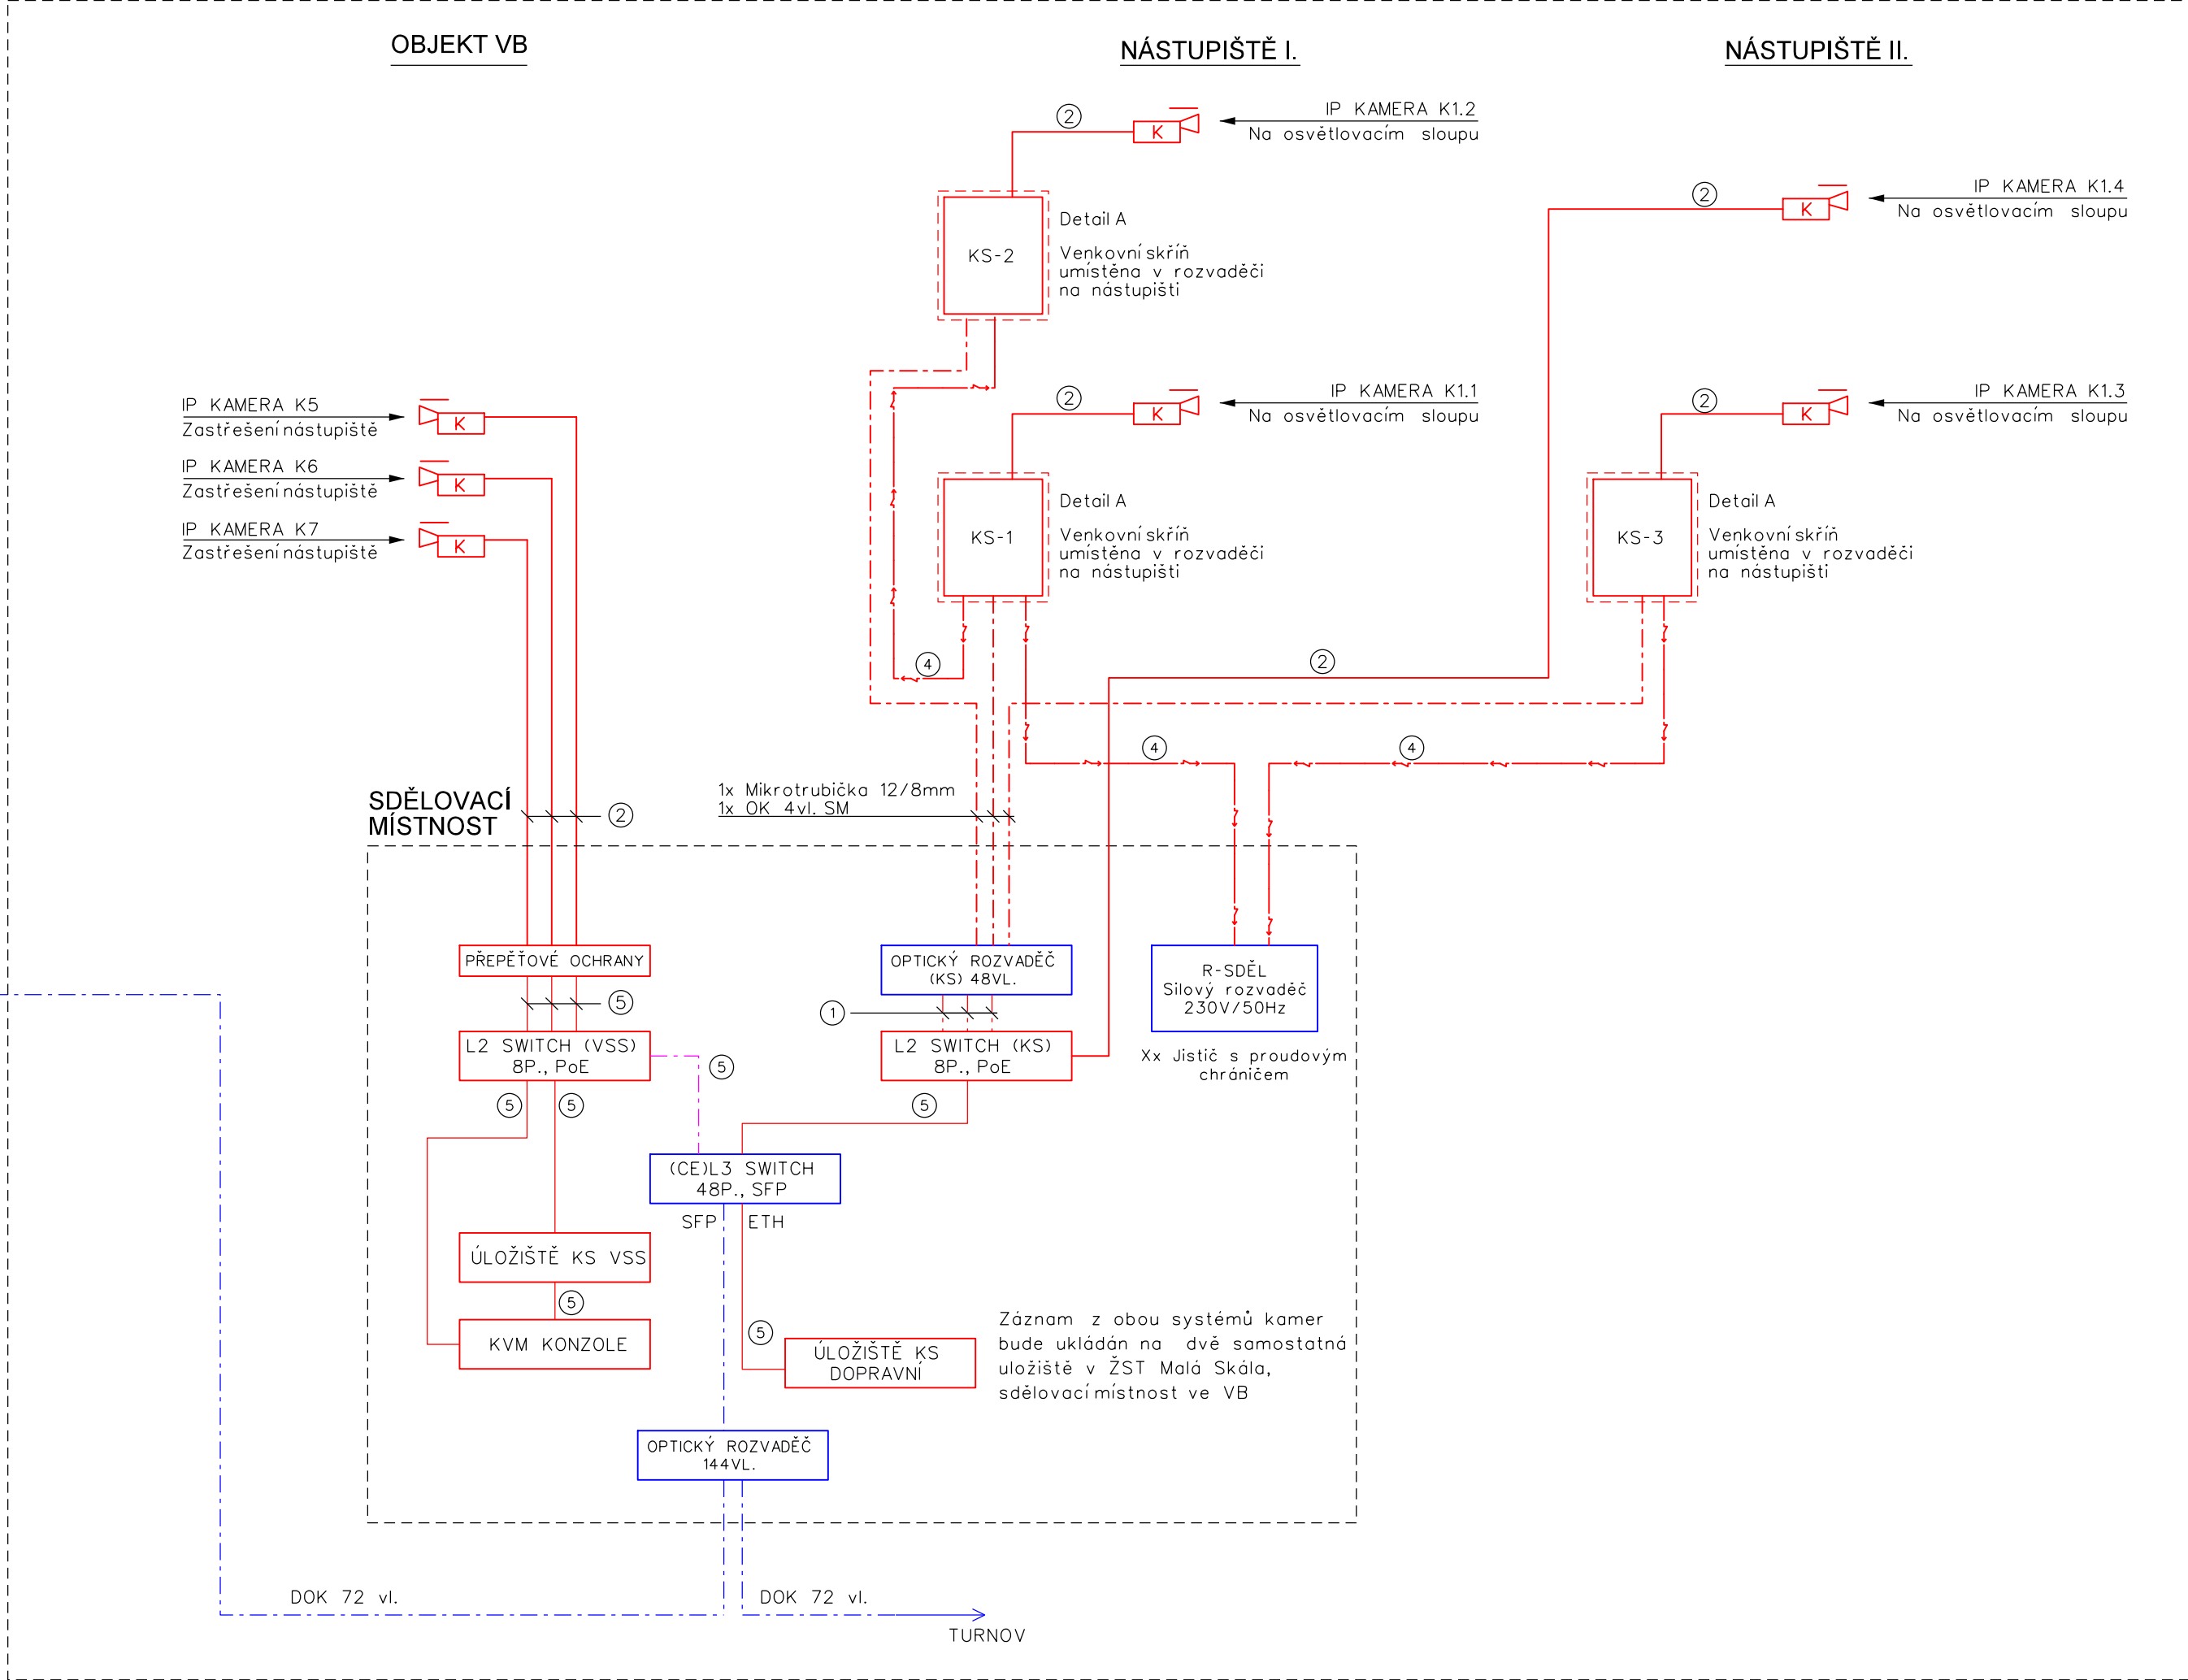 OBJEKT VB
NÁSTUPIŠTĚ I.
NÁSTUPIŠTĚ II.
2
K
IP KAMERA K1.2
Na osvětlovacím sloupu
2
K
IP KAMERA K1.4
Na osvětlovacím sloupu
KS-2
Detail A
Venkovní skříň
umístěna v rozvaděči
na nástupišti
IP KAMERA K5
Zastřešení nástupiště
K
IP KAMERA K6
Zastřešení nástupiště
K
IP KAMERA K7
Zastřešení nástupiště
K
2
K
IP KAMERA K1.1
Na osvětlovacím sloupu
2
K
IP KAMERA K1.3
Na osvětlovacím sloupu
KS-1
Detail A
Venkovní skříň
umístěna v rozvaděči
na nástupišti
KS-3
Detail A
Venkovní skříň
umístěna v rozvaděči
na nástupišti
4
2
4
4
SDĚLOVACÍ
MÍSTNOST
2
1x Mikrotrubička 12/8mm
1x OK 4vl. SM
PŘEPĚŤOVÉ OCHRANY
5
L2 SWITCH (VSS)
8P., PoE
5
5
5
OPTICKÝ ROZVADĚČ
(KS) 48VL.
1
L2 SWITCH (KS)
8P., PoE
5
R-SDĚL
Silový rozvaděč
230V/50Hz
Xx Jistič s proudovým
chráničem
(CE)L3 SWITCH
48P., SFP
SFP
ETH
ÚLOŽIŠTĚ KS VSS
5
KVM KONZOLE
5
ÚLOŽIŠTĚ KS
DOPRAVNÍ
Záznam z obou systémů kamer
bude ukládán na dvě samostatná
uložiště v ŽST Malá Skála,
sdělovací místnost ve VB
OPTICKÝ ROZVADĚČ
144VL.
DOK 72 vl.
DOK 72 vl.
TURNOV